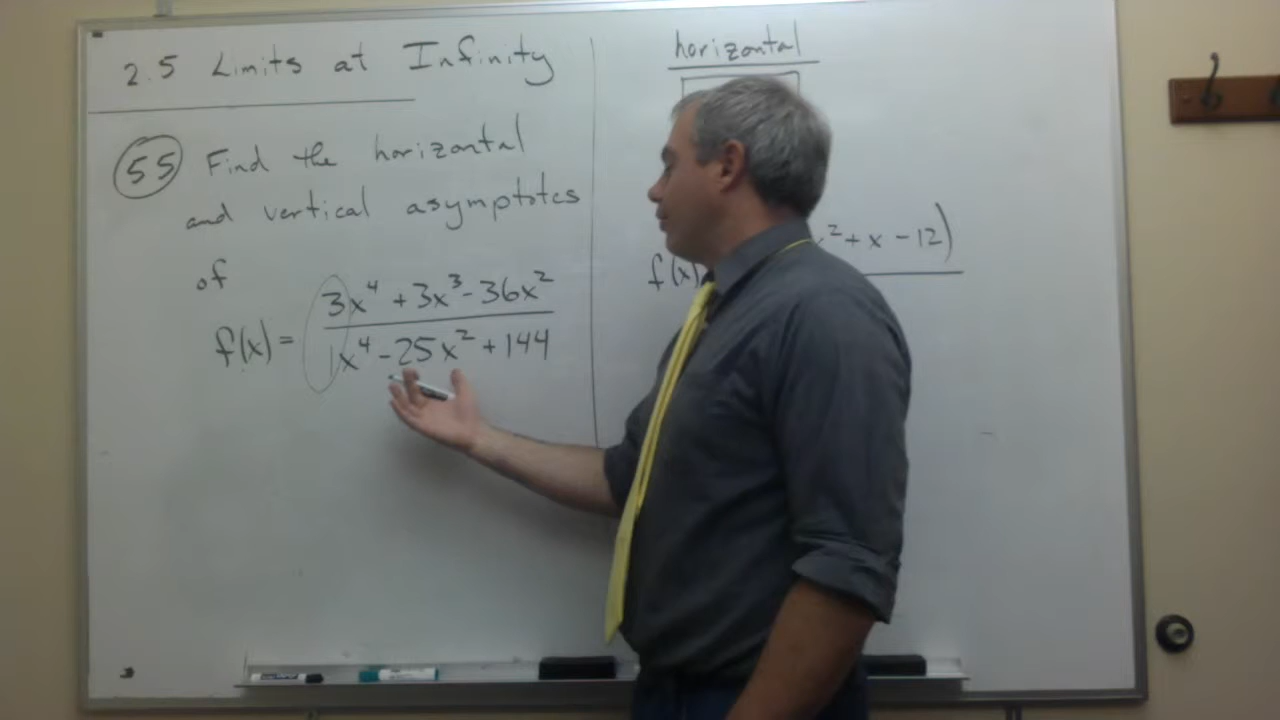 2.5 Limits at Infinity
55 Find the horizontal
and vertical asymptotes
of
3x⁴ + 3x³ - 36x²
f(x) =
1x⁴ - 25x² + 144
horizontal
² + x - 12)
f(x)